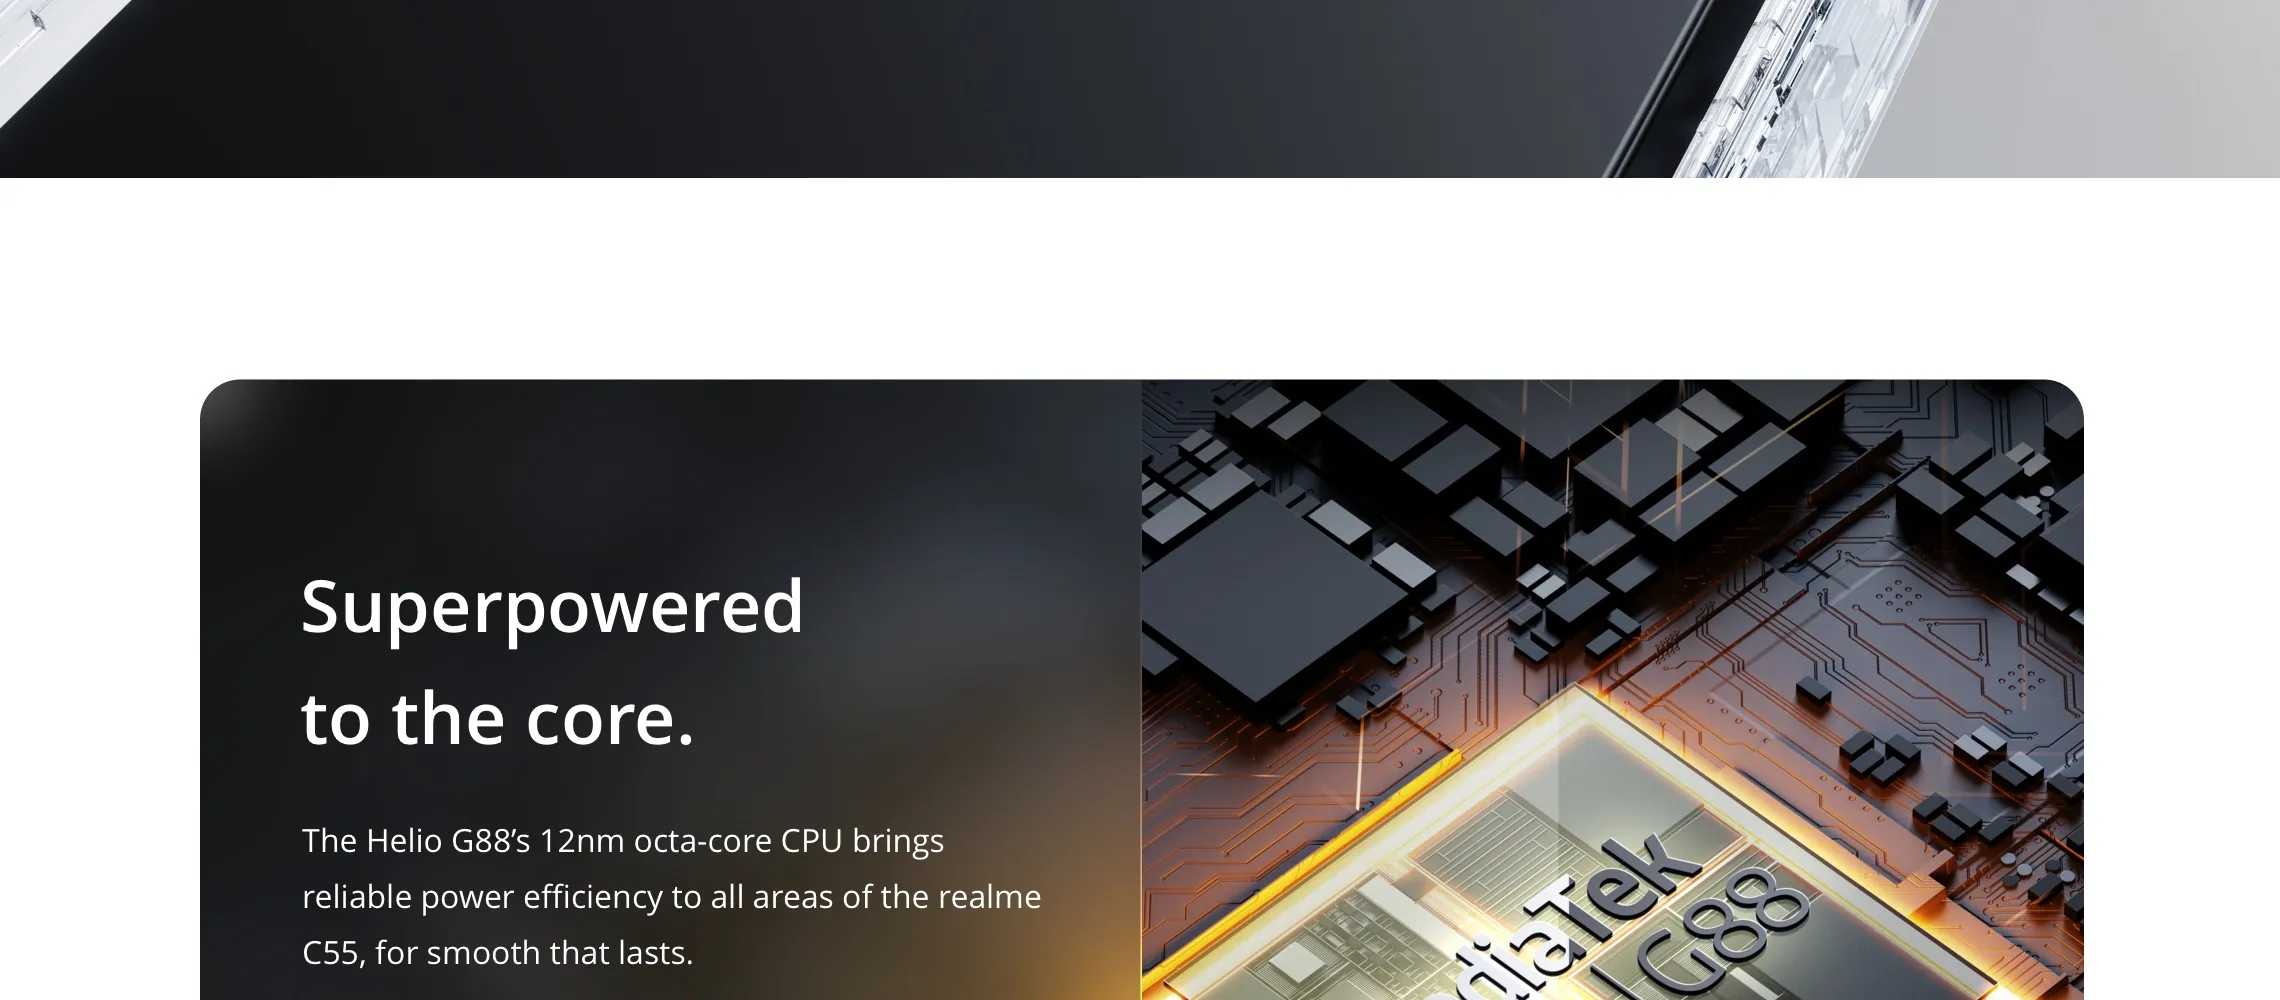 Superpowered
to the core.
The Helio G88’s 12nm octa-core CPU brings
reliable power efficiency to all areas of the realme
C55, for smooth that lasts.
G88